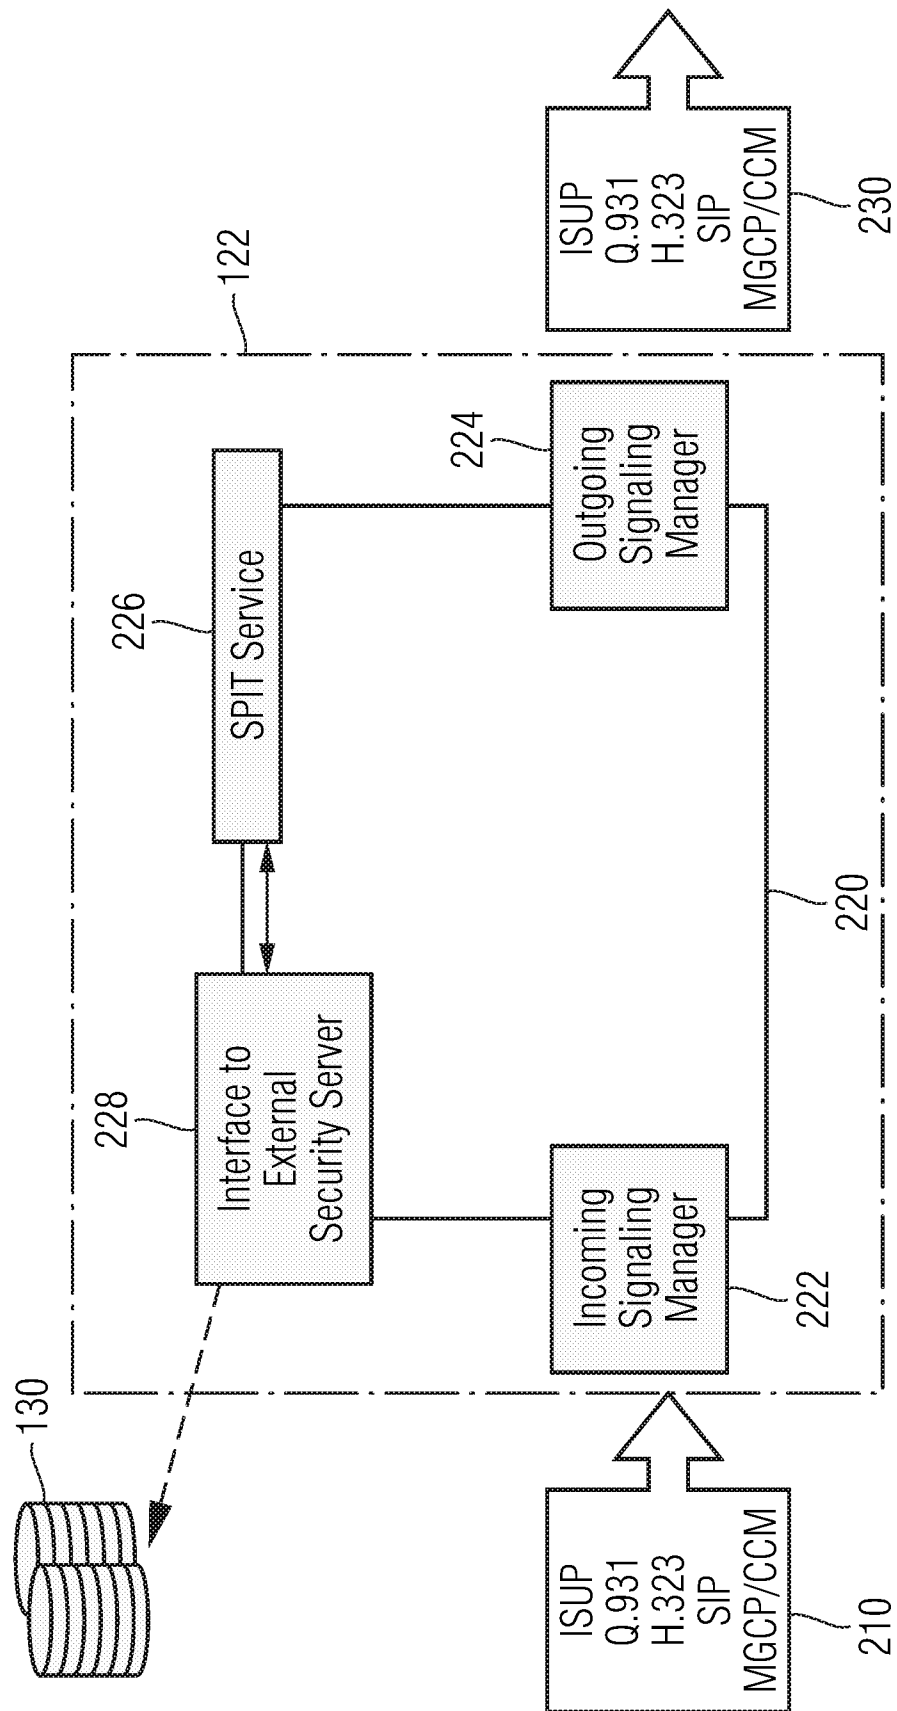 130
228
Interface to
External
Security Server
226
SPIT Service
122
Incoming
Signaling
Manager
222
220
224
Outgoing
Signaling
Manager
ISUP
Q.931
H.323
SIP
MGCP/CCM
210
ISUP
Q.931
H.323
SIP
MGCP/CCM
230